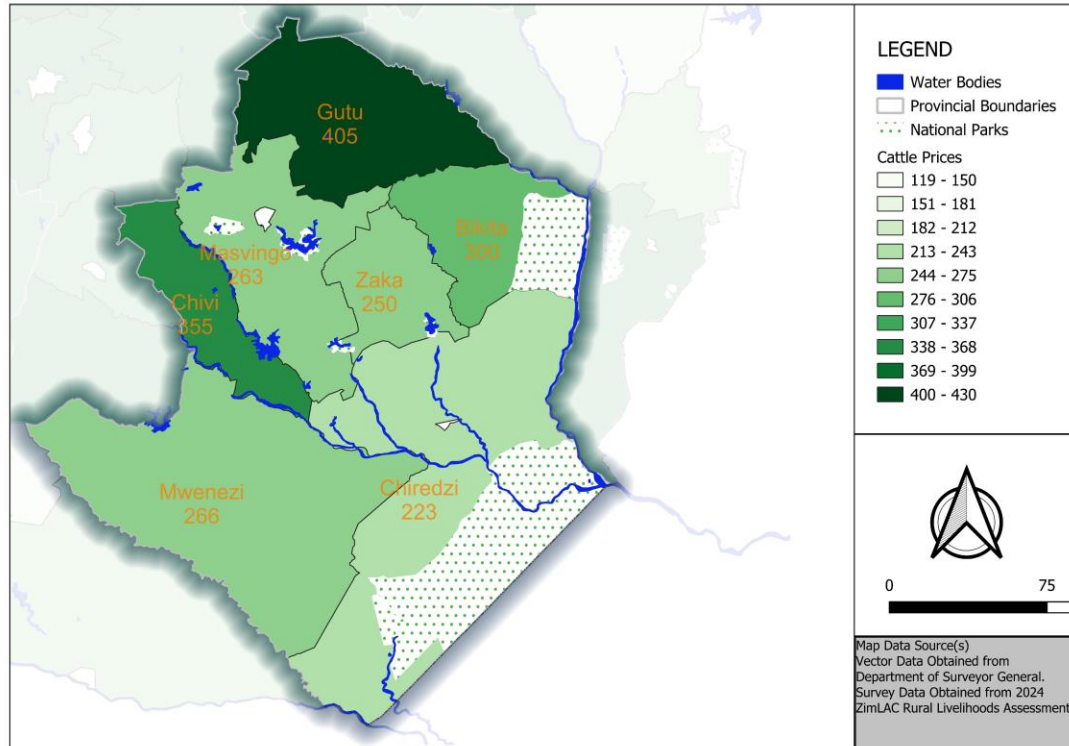 Gutu
405
Masvingo
263
Bikita
300
Zaka
250
Chivi
355
Mwenezi
266
Chiredzi
223
LEGEND
Water Bodies
Provincial Boundaries
National Parks
Cattle Prices
119 - 150
151 - 181
182 - 212
213 - 243
244 - 275
276 - 306
307 - 337
338 - 368
369 - 399
400 - 430
0 75
Map Data Source(s)
Vector Data Obtained from
Department of Surveyor General.
Survey Data Obtained from 2024
ZimLAC Rural Livelihoods Assessment